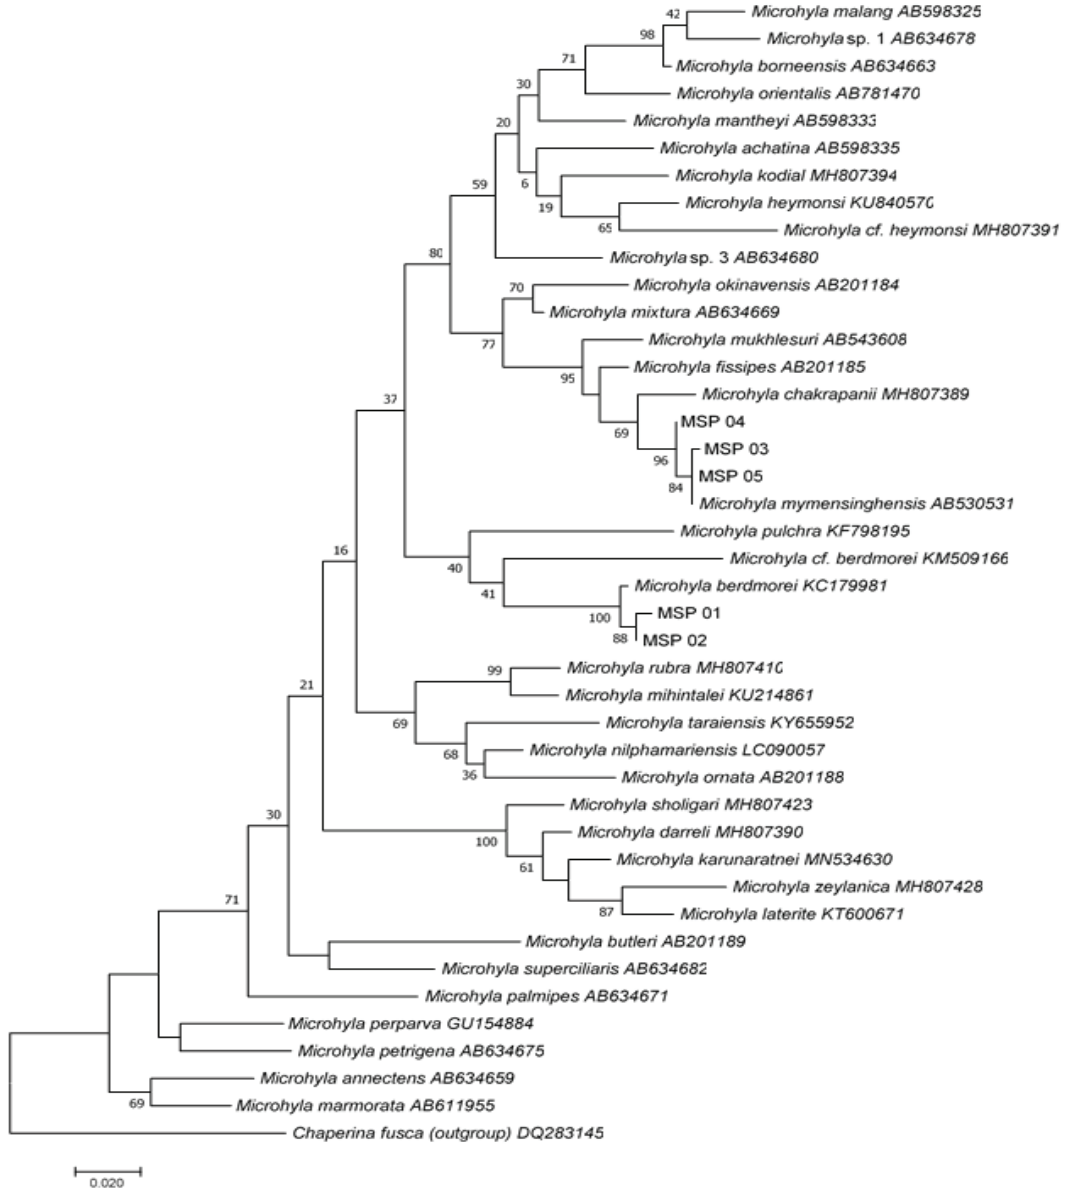 42
Microhyla malang AB598325
98
Microhyla sp. 1 AB634678
71
Microhyla borneensis AB634663
30
Microhyla orientalis AB781470
20
Microhyla mantheyi AB598333
Microhyla achatina AB598335
59
6
Microhyla kodial MH807394
19
Microhyla heymonsi KU840570
65
Microhyla cf. heymonsi MH807391
80
Microhyla sp. 3 AB634680
70
Microhyla okinavensis AB201184
Microhyla mixtura AB634669
77
Microhyla mukhlesuri AB543608
95
Microhyla fissipes AB201185
37
Microhyla chakrapanii MH807389
69
MSP 04
96
MSP 03
84
MSP 05
Microhyla mymensinghensis AB530531
16
Microhyla pulchra KF798195
40
Microhyla cf. berdmorei KM509166
41
Microhyla berdmorei KC179981
100
MSP 01
88
MSP 02
99
Microhyla rubra MH807410
21
Microhyla mihintalei KU214861
69
Microhyla taraiensis KY655952
68
Microhyla nilphamariensis LC090057
36
Microhyla ornata AB201188
Microhyla sholigari MH807423
30
100
Microhyla darreli MH807390
61
Microhyla karunaratnei MN534630
71
Microhyla zeylanica MH807428
87
Microhyla laterite KT600671
Microhyla butleri AB201189
Microhyla superciliaris AB634682
Microhyla palmipes AB634671
Microhyla perparva GU154884
Microhyla petrigena AB634675
Microhyla annectens AB634659
69
Microhyla marmorata AB611955
Chaperina fusca (outgroup) DQ283145
0.020